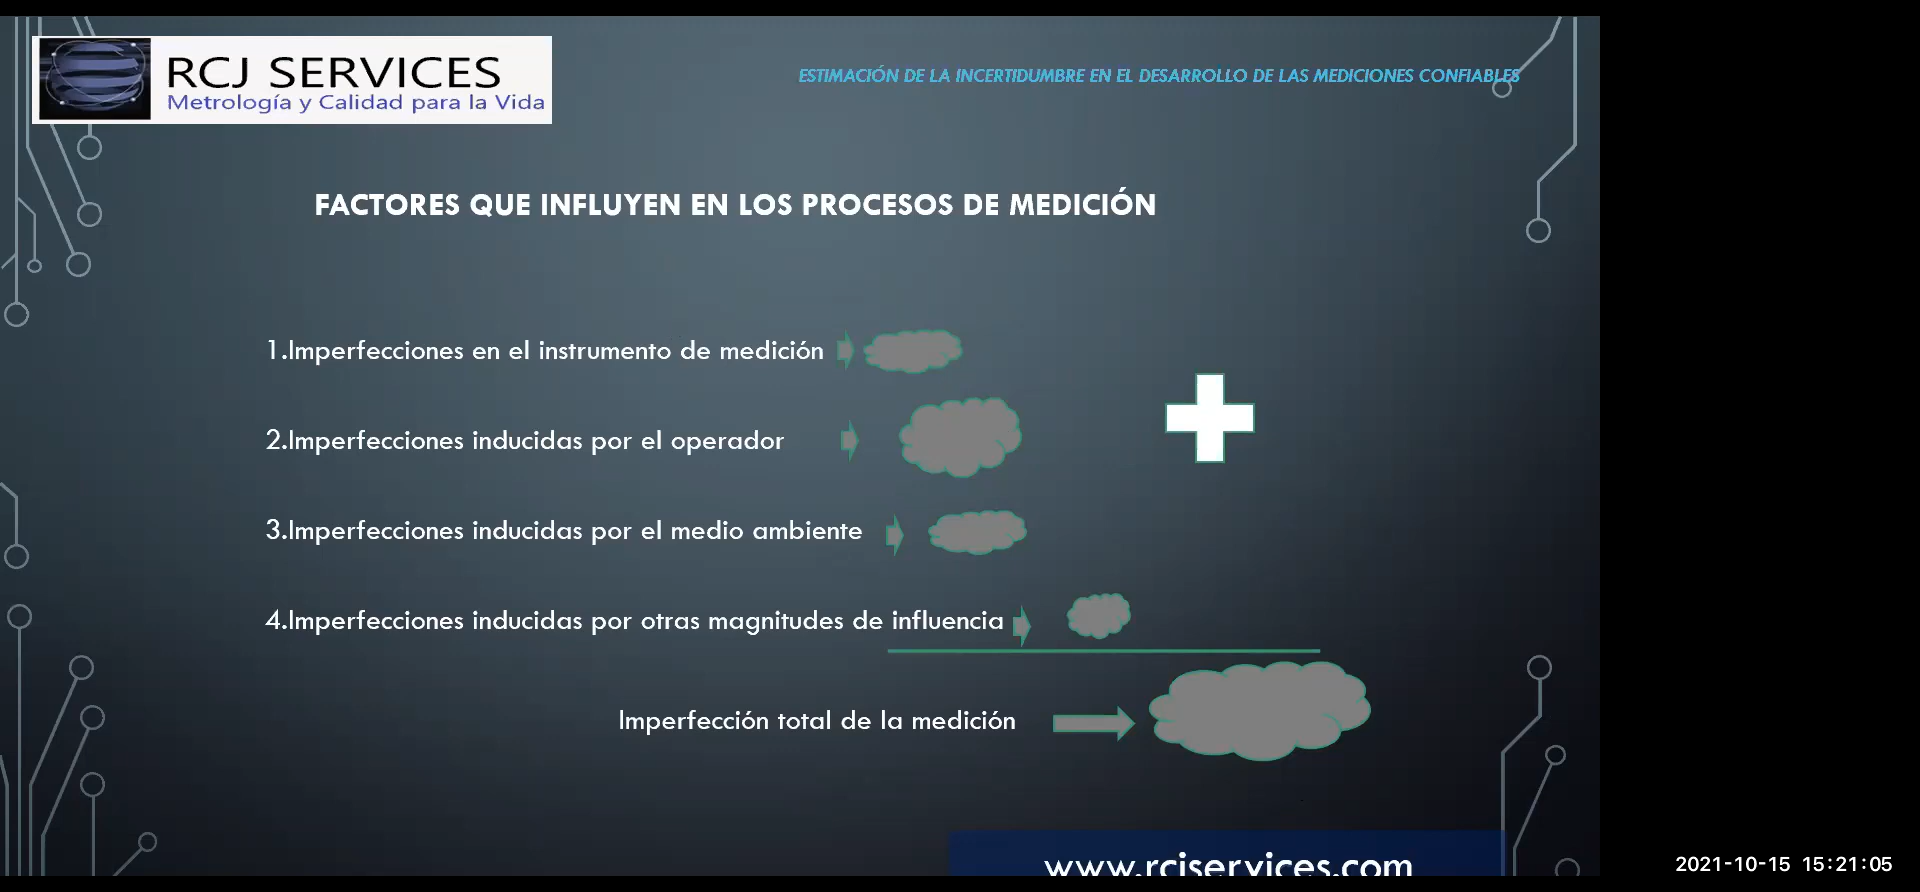 RCJ SERVICES
Metrología y Calidad para la Vida
ESTIMACIÓN DE LA INCERTIDUMBRE EN EL DESARROLLO DE LAS MEDICIONES CONFIABLES
FACTORES QUE INFLUYEN EN LOS PROCESOS DE MEDICIÓN
1.Imperfecciones en el instrumento de medición
2.Imperfecciones inducidas por el operador
3.Imperfecciones inducidas por el medio ambiente
4.Imperfecciones inducidas por otras magnitudes de influencia
Imperfección total de la medición
www.rcjservices.com
2021-10-15 15:21:05